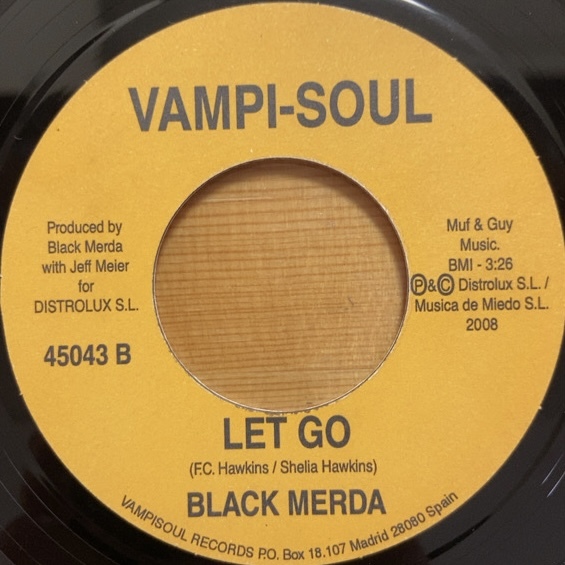 VAMPI-SOUL
Produced by
Black Merda
with Jeff Meier
for
DISTROLUX S.L.
45043 B
Muf & Guy
Music.
BMI - 3:26
Ⓟ&© Distrolux S.L. /
Musica de Miedo S.L.
2008
LET GO
(F.C. Hawkins / Shelia Hawkins)
BLACK MERDA
VAMPISOUL RECORDS P.O. Box 18.107 Madrid 28080 Spain